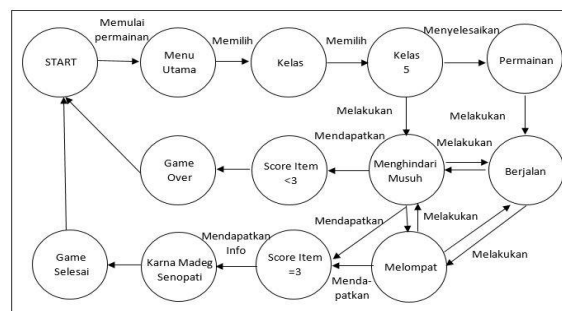 Memulai
permainan
Memilih
Memilih
Menyelesaikan
START
Menu
Utama
Kelas
Kelas
5
Permainan
Melakukan
Melakukan
Mendapatkan
Melakukan
Game
Over
Score Item
<3
Menghindari
Musuh
Berjalan
Mendapatkan
Melakukan
Mendapatkan
Info
Melakukan
Game
Selesai
Karna Madeg
Senopati
Score Item
=3
Melompat
Menda-
patkan